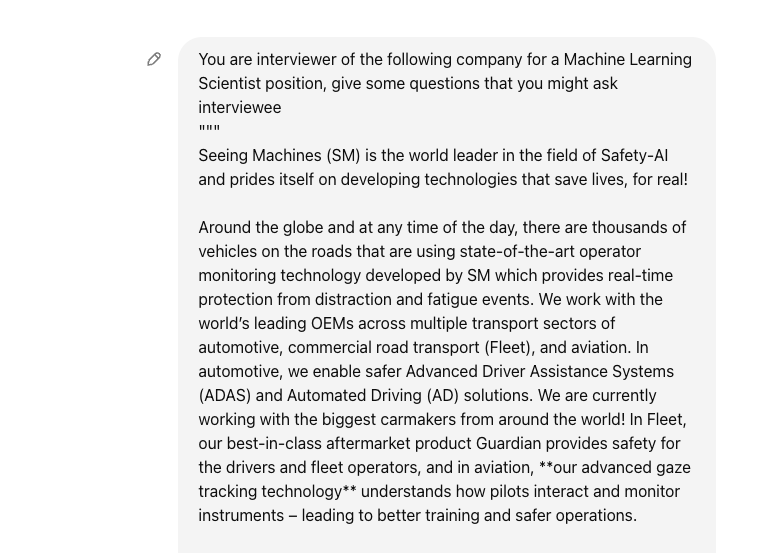 You are interviewer of the following company for a Machine Learning
Scientist position, give some questions that you might ask
interviewee
"""
Seeing Machines (SM) is the world leader in the field of Safety-AI
and prides itself on developing technologies that save lives, for real!
Around the globe and at any time of the day, there are thousands of
vehicles on the roads that are using state-of-the-art operator
monitoring technology developed by SM which provides real-time
protection from distraction and fatigue events. We work with the
world’s leading OEMs across multiple transport sectors of
automotive, commercial road transport (Fleet), and aviation. In
automotive, we enable safer Advanced Driver Assistance Systems
(ADAS) and Automated Driving (AD) solutions. We are currently
working with the biggest carmakers from around the world! In Fleet,
our best-in-class aftermarket product Guardian provides safety for
the drivers and fleet operators, and in aviation, **our advanced gaze
tracking technology** understands how pilots interact and monitor
instruments – leading to better training and safer operations.